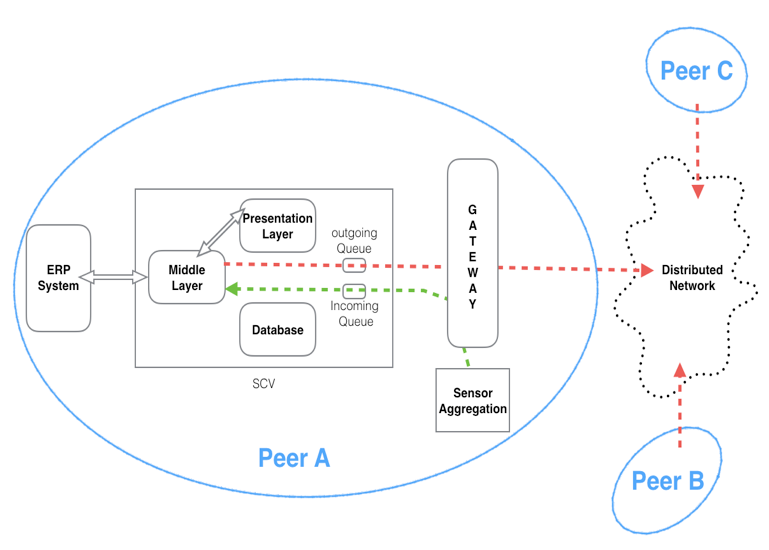 Peer C
Presentation
Layer
outgoing
Queue
G
A
T
E
W
A
Y
ERP
System
Middle
Layer
Distributed
Network
Incoming
Queue
Database
SCV
Sensor
Aggregation
Peer A
Peer B